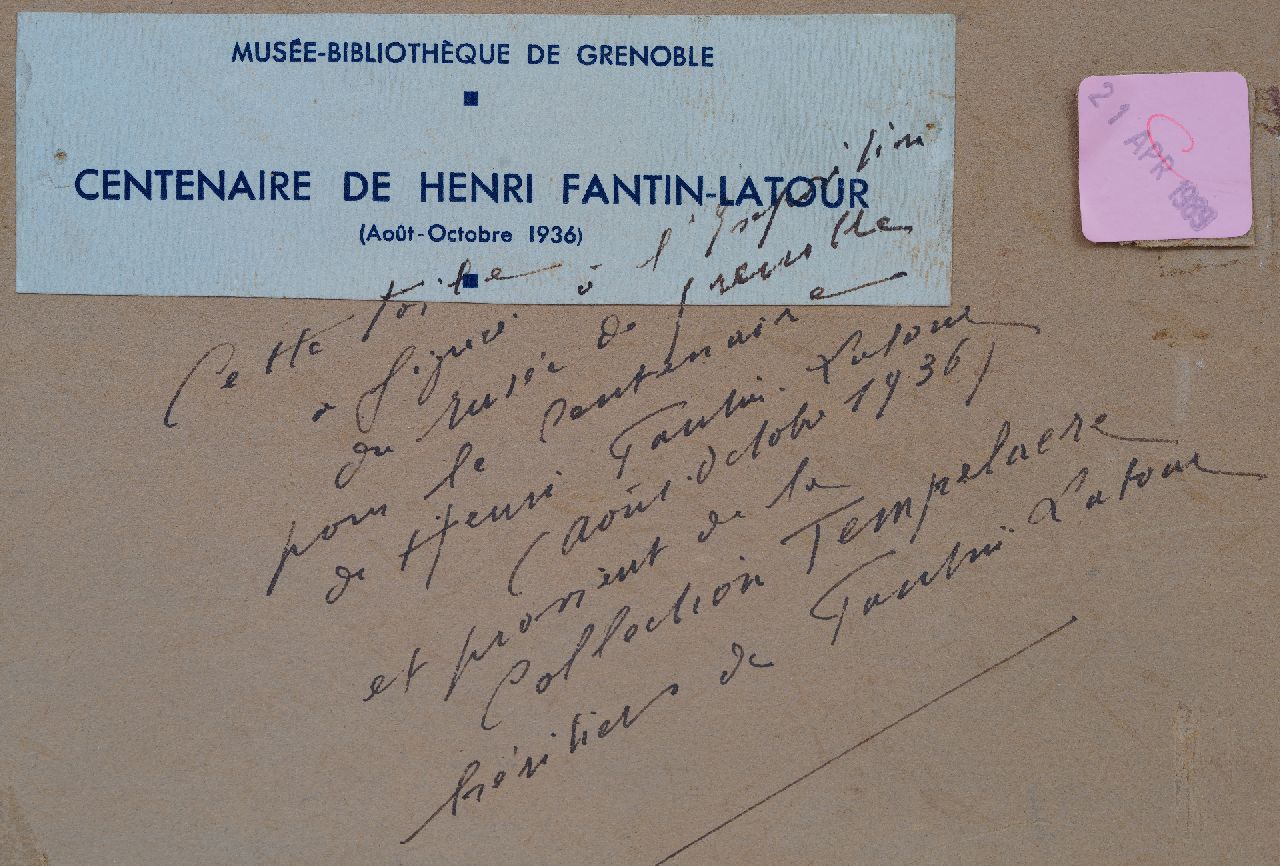 MUSÉE-BIBLIOTHÈQUE DE GRENOBLE
CENTENAIRE DE HENRI FANTIN-LATOUR
(Août-Octobre 1936)
21 APR 1989
Cette toile
a figuré à l'Exposition
du Musée de Grenoble
pour le Centenaire
de Henri Fantin-Latour
(Août-Octobre 1936)
et provient de la
Collection Tempelaere
héritiers de Fantin-Latour